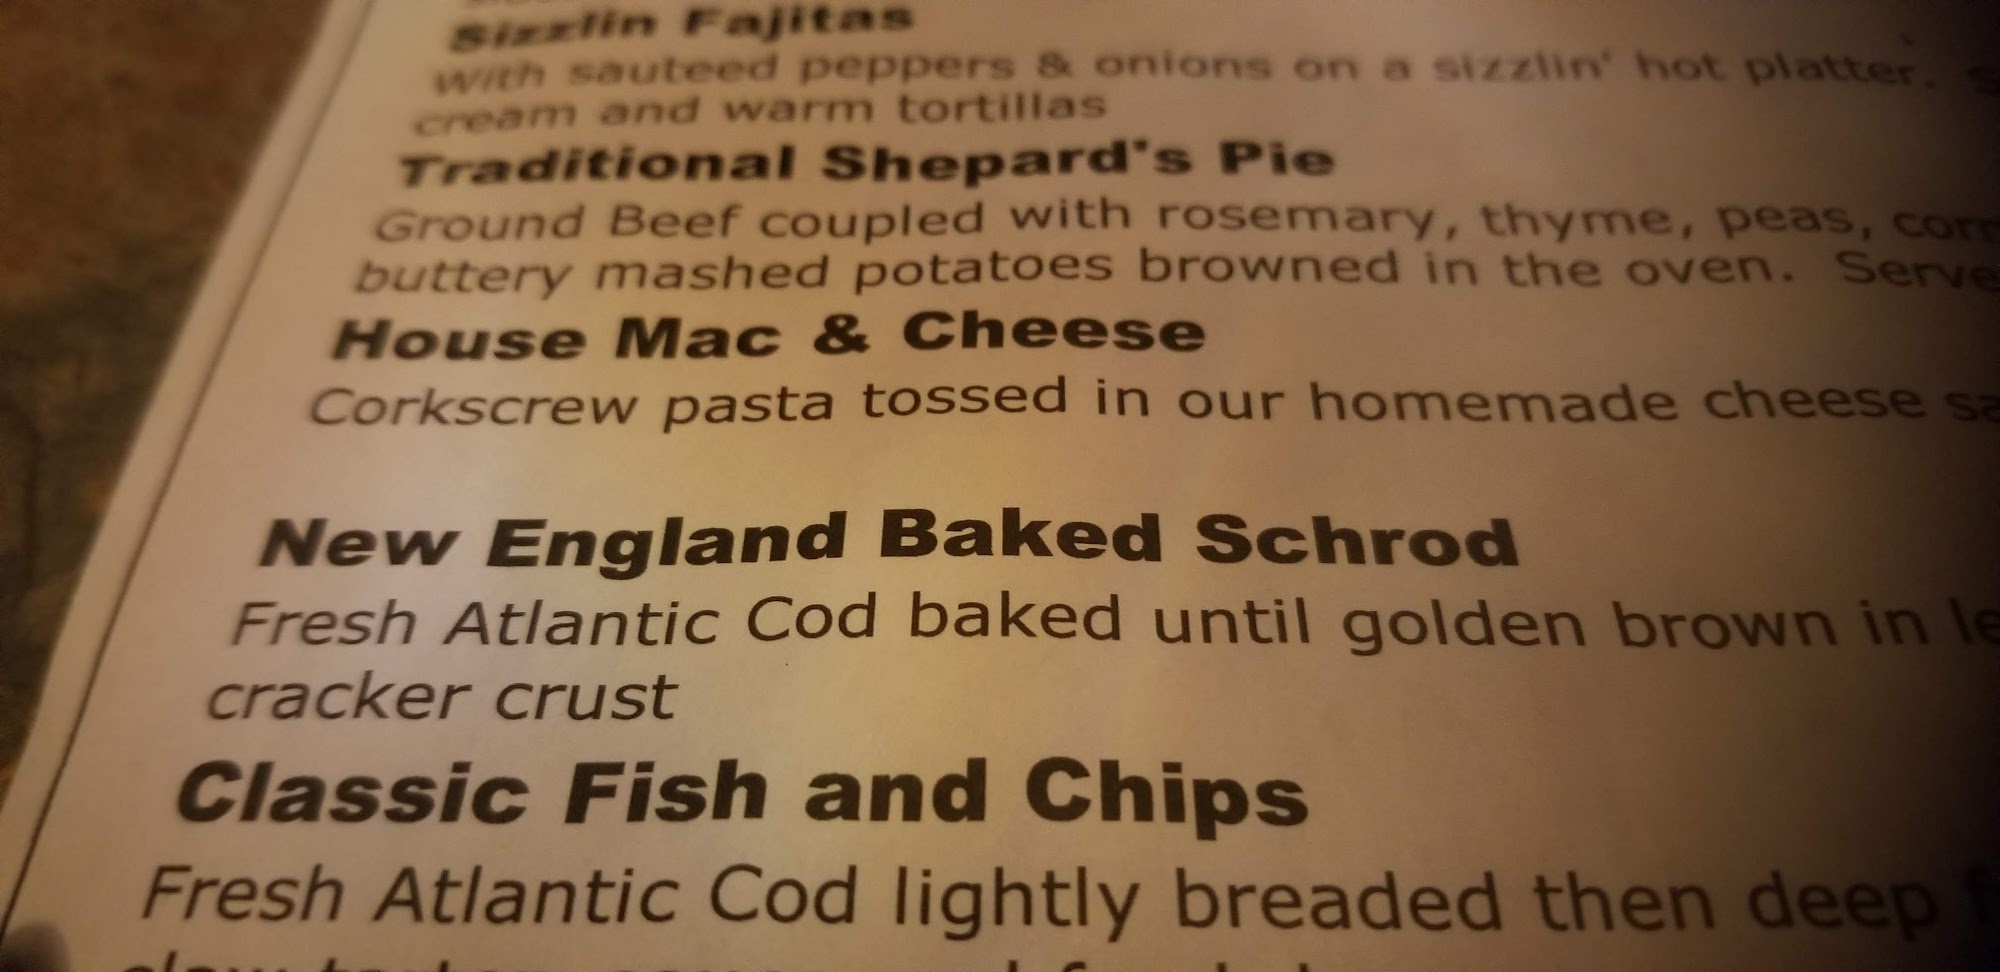 Sizzlin Fajitas
With sauteed peppers & onions on a sizzlin' hot platter.
cream and warm tortillas
Traditional Shepard's Pie
Ground Beef coupled with rosemary, thyme, peas,
buttery mashed potatoes browned in the oven. Serve
House Mac & Cheese
Corkscrew pasta tossed in our homemade cheese
New England Baked Schrod
Fresh Atlantic Cod baked until golden brown in
cracker crust
Classic Fish and Chips
Fresh Atlantic Cod lightly breaded then deep